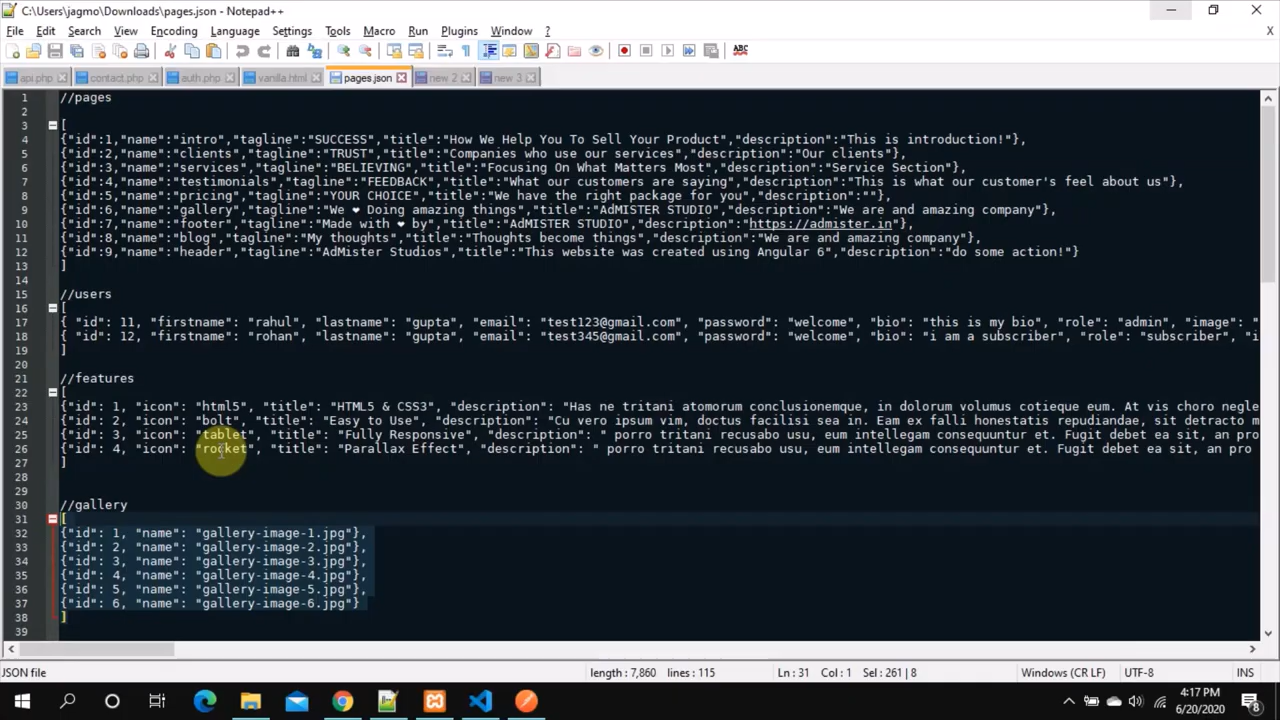 C:\Users\jagmo\Downloads\pages.json - Notepad++
File Edit Search View Encoding Language Settings Tools Macro Run Plugins Window ? X
api.php contact.php auth.php vanilla.html pages.json new 2 new 3
1 //pages
2
3 [
4 {"id":1,"name":"intro","tagline":"SUCCESS","title":"How We Help You To Sell Your Product","description":"This is introduction!"},
5 {"id":2,"name":"clients","tagline":"TRUST","title":"Companies who use our services","description":"Our clients"},
6 {"id":3,"name":"services","tagline":"BELIEVING","title":"Focusing On What Matters Most","description":"Service Section"},
7 {"id":4,"name":"testimonials","tagline":"FEEDBACK","title":"What our customers are saying","description":"This is what our customer's feel about us"},
8 {"id":5,"name":"pricing","tagline":"YOUR CHOICE","title":"We have the right package for you","description":""},
9 {"id":6,"name":"gallery","tagline":"We ❤ Doing amazing things","title":"AdMISTER STUDIO","description":"We are and amazing company"},
10 {"id":7,"name":"footer","tagline":"Made with ❤ by","title":"AdMISTER STUDIO","description":"https://admister.in"},
11 {"id":8,"name":"blog","tagline":"My thoughts","title":"Thoughts become things","description":"We are and amazing company"},
12 {"id":9,"name":"header","tagline":"AdMister Studios","title":"This website was created using Angular 6","description":"do some action!"}
13 ]
14
15 //users
16 [
17 { "id": 11, "firstname": "rahul", "lastname": "gupta", "email": "test123@gmail.com", "password": "welcome", "bio": "this is my bio", "role": "admin", "image": "
18 { "id": 12, "firstname": "rohan", "lastname": "gupta", "email": "test345@gmail.com", "password": "welcome", "bio": "i am a subscriber", "role": "subscriber", "i
19 ]
20
21 //features
22 [
23 {"id": 1, "icon": "html5", "title": "HTML5 & CSS3", "description": "Has ne tritani atomorum conclusionemque, in dolorum volumus cotieque eum. At vis choro negle
24 {"id": 2, "icon": "bolt", "title": "Easy to Use", "description": "Cu vero ipsum vim, doctus facilisi sea in. Eam ex falli honestatis repudiandae, sit detracto m
25 {"id": 3, "icon": "tablet", "title": "Fully Responsive", "description": " porro tritani recusabo usu, eum intellegam consequuntur et. Fugit debet ea sit, an pro
26 {"id": 4, "icon": "rocket", "title": "Parallax Effect", "description": " porro tritani recusabo usu, eum intellegam consequuntur et. Fugit debet ea sit, an pro
27 ]
28
29
30 //gallery
31 [
32 {"id": 1, "name": "gallery-image-1.jpg"},
33 {"id": 2, "name": "gallery-image-2.jpg"},
34 {"id": 3, "name": "gallery-image-3.jpg"},
35 {"id": 4, "name": "gallery-image-4.jpg"},
36 {"id": 5, "name": "gallery-image-5.jpg"},
37 {"id": 6, "name": "gallery-image-6.jpg"}
38 ]
39
JSON file length : 7,860 lines : 115 Ln : 31 Col : 1 Sel : 261 | 8 Windows (CR LF) UTF-8 INS
4:17 PM
6/20/2020
8